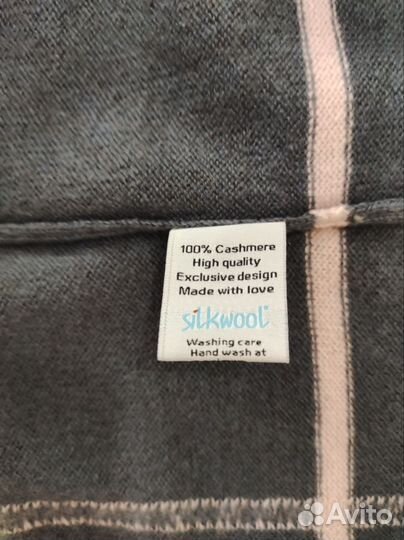 100% Cashmere
High quality
Exclusive design
Made with love
silkwool
Washing care
Hand wash at
Avito